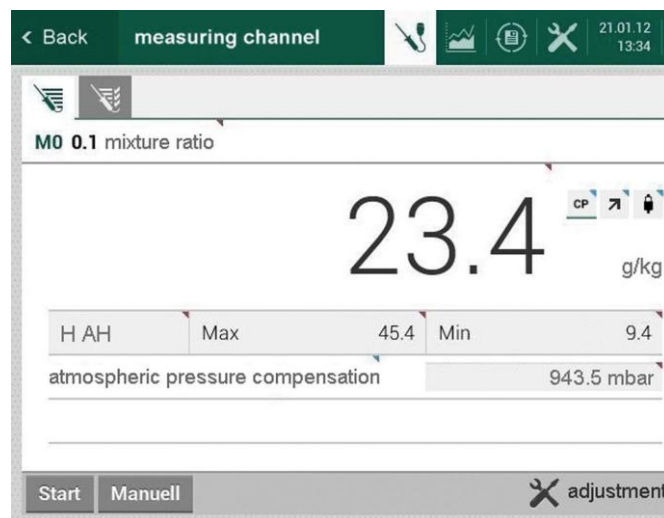 < Back measuring channel 21.01.12
13:34
M0 0.1 mixture ratio
23.4 CP
g/kg
H AH Max 45.4 Min 9.4
atmospheric pressure compensation 943.5 mbar
Start Manuell adjustment